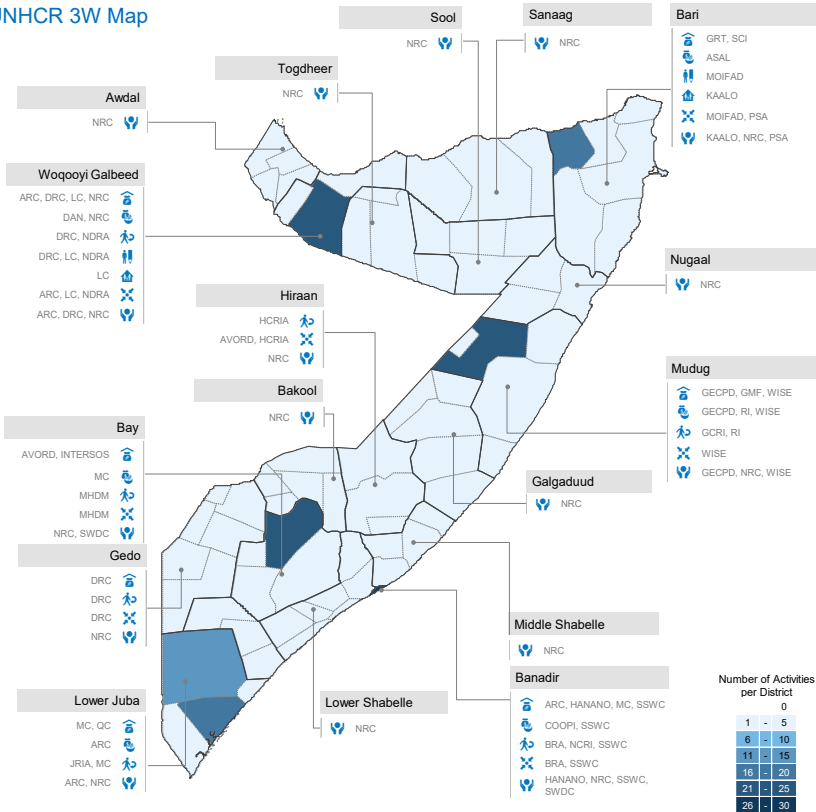 UNHCR 3W Map
Sool
NRC
Sanaag
NRC
Bari
GRT, SCI
ASAL
MOIFAD
KAALO
MOIFAD, PSA
KAALO, NRC, PSA
Togdheer
NRC
Awdal
NRC
Woqooyi Galbeed
ARC, DRC, LC, NRC
DAN, NRC
DRC, NDRA
DRC, LC, NDRA
LC
ARC, LC, NDRA
ARC, DRC, NRC
Nugaal
NRC
Hiraan
HCRIA
AVORD, HCRIA
NRC
Bakool
NRC
Mudug
GECPD, GMF, WISE
GECPD, RI, WISE
GCRI, RI
WISE
GECPD, NRC, WISE
Bay
AVORD, INTERSOS
MC
MHDM
MHDM
NRC, SWDC
Galgaduud
NRC
Gedo
DRC
DRC
DRC
NRC
Middle Shabelle
NRC
Banadir
ARC, HANANO, MC, SSWC
COOPI, SSWC
BRA, NCRI, SSWC
BRA, SSWC
HANANO, NRC, SSWC,
SWDC
Lower Juba
MC, QC
ARC
JRIA, MC
ARC, NRC
Lower Shabelle
NRC
Number of Activities
per District
0
1 - 5
6 - 10
11 - 15
16 - 20
21 - 25
26 - 30